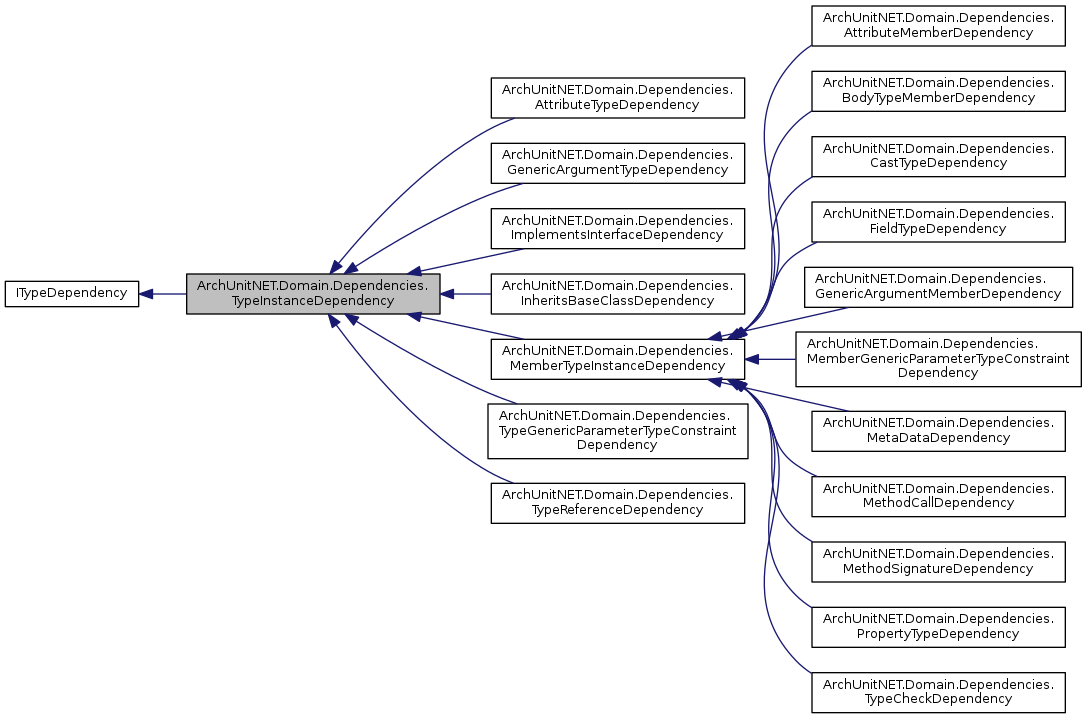 ITypeDependency
ArchUnitNET.Domain.Dependencies.
TypeInstanceDependency
ArchUnitNET.Domain.Dependencies.
AttributeTypeDependency
ArchUnitNET.Domain.Dependencies.
GenericArgumentTypeDependency
ArchUnitNET.Domain.Dependencies.
ImplementsInterfaceDependency
ArchUnitNET.Domain.Dependencies.
InheritsBaseClassDependency
ArchUnitNET.Domain.Dependencies.
MemberTypeInstanceDependency
ArchUnitNET.Domain.Dependencies.
TypeGenericParameterTypeConstraint
Dependency
ArchUnitNET.Domain.Dependencies.
TypeReferenceDependency
ArchUnitNET.Domain.Dependencies.
AttributeMemberDependency
ArchUnitNET.Domain.Dependencies.
BodyTypeMemberDependency
ArchUnitNET.Domain.Dependencies.
CastTypeDependency
ArchUnitNET.Domain.Dependencies.
FieldTypeDependency
ArchUnitNET.Domain.Dependencies.
GenericArgumentMemberDependency
ArchUnitNET.Domain.Dependencies.
MemberGenericParameterTypeConstraint
Dependency
ArchUnitNET.Domain.Dependencies.
MetaDataDependency
ArchUnitNET.Domain.Dependencies.
MethodCallDependency
ArchUnitNET.Domain.Dependencies.
MethodSignatureDependency
ArchUnitNET.Domain.Dependencies.
PropertyTypeDependency
ArchUnitNET.Domain.Dependencies.
TypeCheckDependency